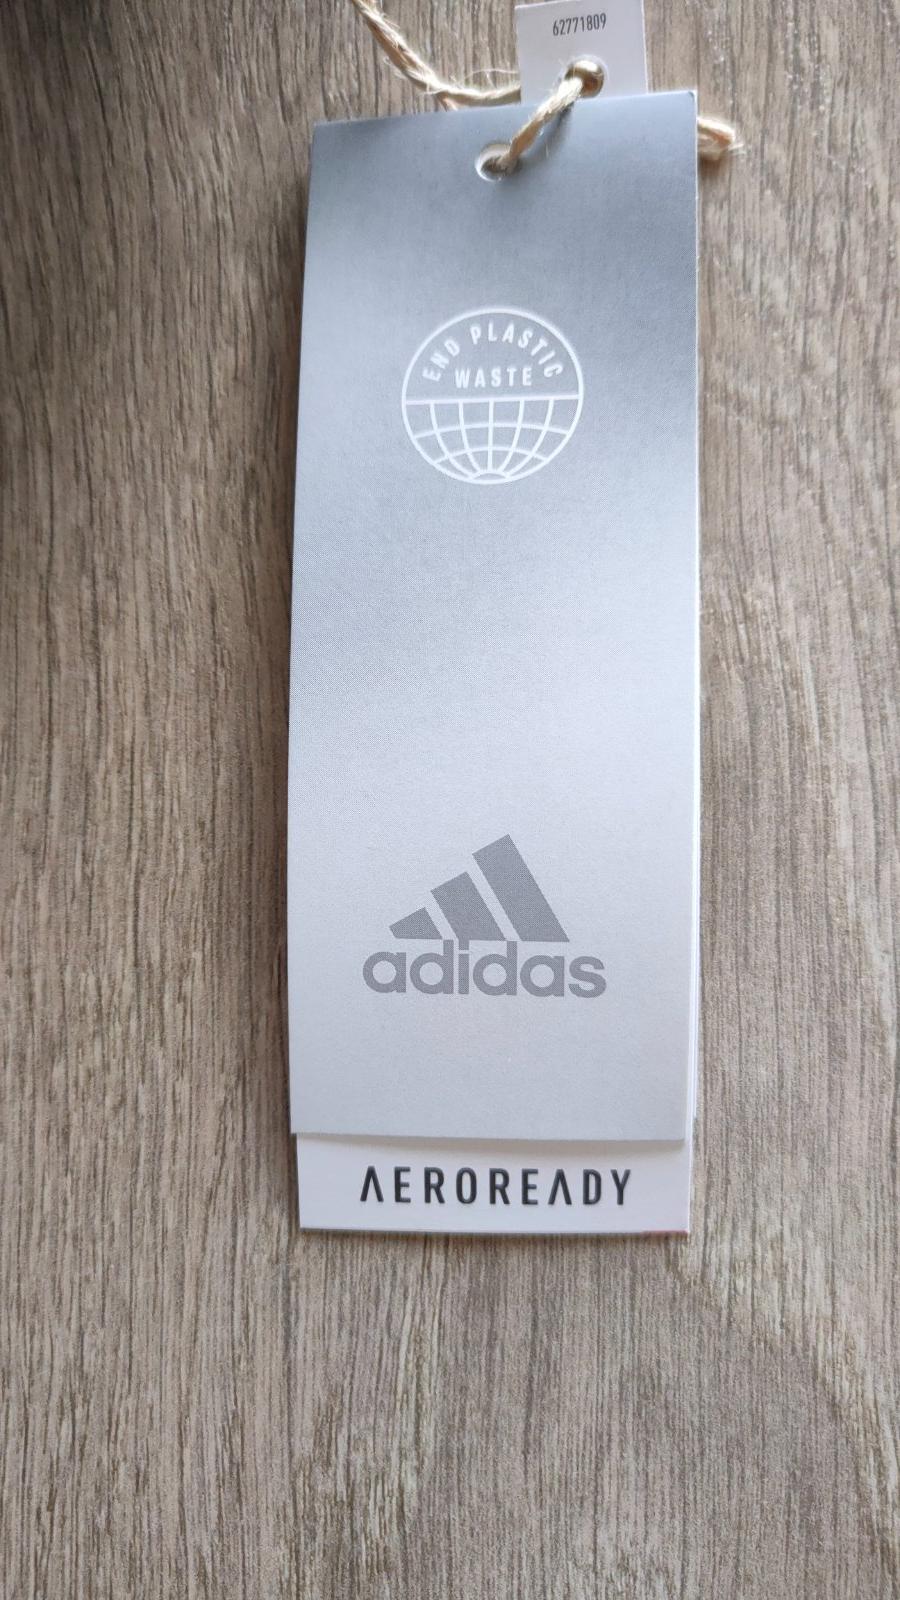 62771809
END PLASTIC
WASTE
adidas
AEROREADY